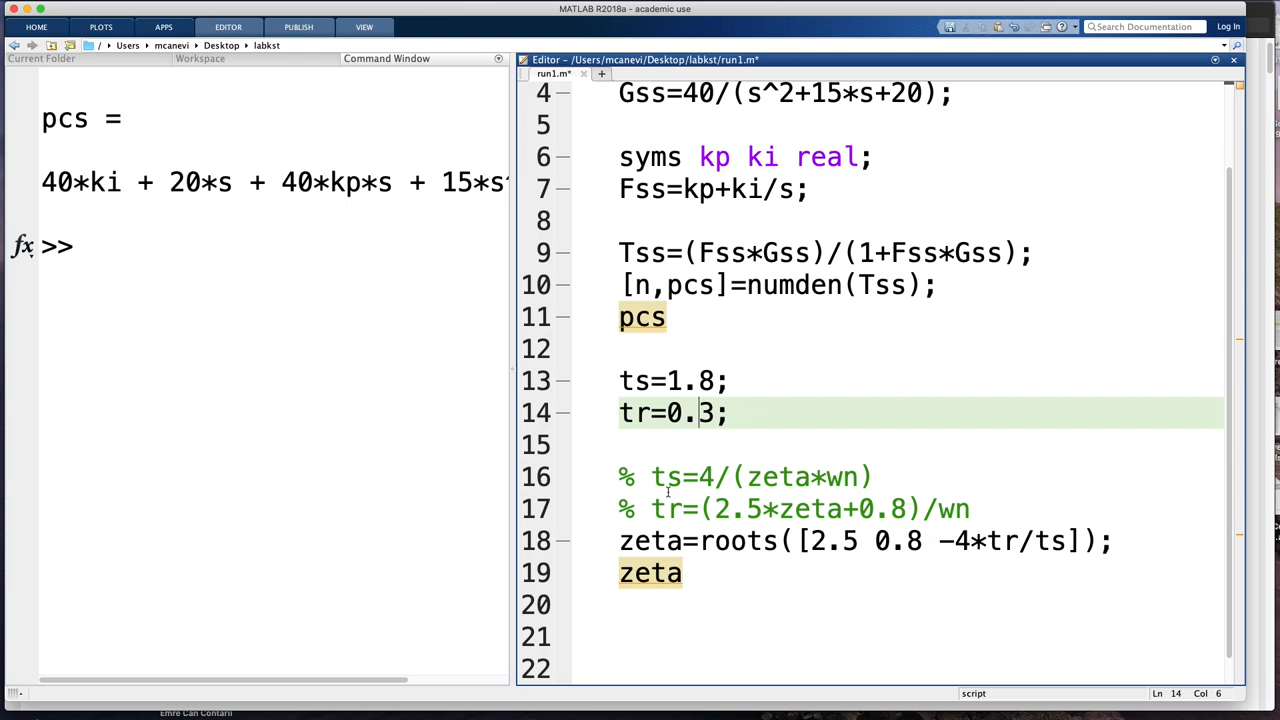 MATLAB R2018a - academic use
HOME PLOTS APPS EDITOR PUBLISH VIEW Search Documentation Log In
/ Users mcanevi Desktop labkst
Current Folder Workspace Command Window
pcs =
40*ki + 20*s + 40*kp*s + 15*s^
fx >>
Editor - /Users/mcanevi/Desktop/labkst/run1.m*
run1.m* × +
4 Gss=40/(s^2+15*s+20);
5
6 syms kp ki real;
7 Fss=kp+ki/s;
8
9 Tss=(Fss*Gss)/(1+Fss*Gss);
10 [n,pcs]=numden(Tss);
11 pcs
12
13 ts=1.8;
14 tr=0.3;
15
16 % ts=4/(zeta*wn)
17 % tr=(2.5*zeta+0.8)/wn
18 zeta=roots([2.5 0.8 -4*tr/ts]);
19 zeta
20
21
22
script Ln 14 Col 6
Emre Can Contarli